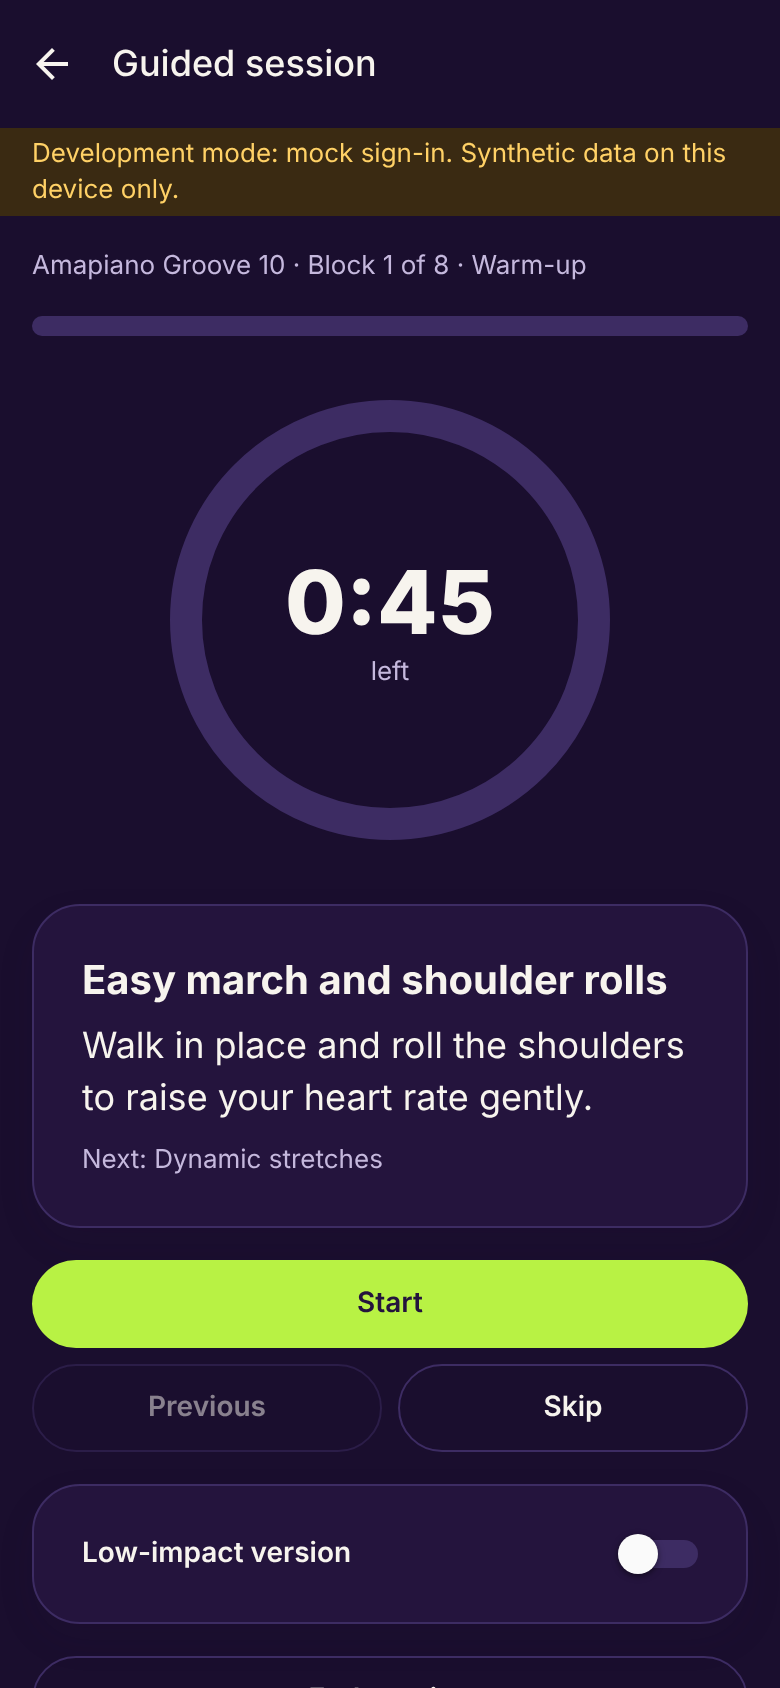 Guided session
Development mode: mock sign-in. Synthetic data on this
device only.
Amapiano Groove 10 · Block 1 of 8 · Warm-up
0:45
left
Easy march and shoulder rolls
Walk in place and roll the shoulders
to raise your heart rate gently.
Next: Dynamic stretches
Start
Previous
Skip
Low-impact version